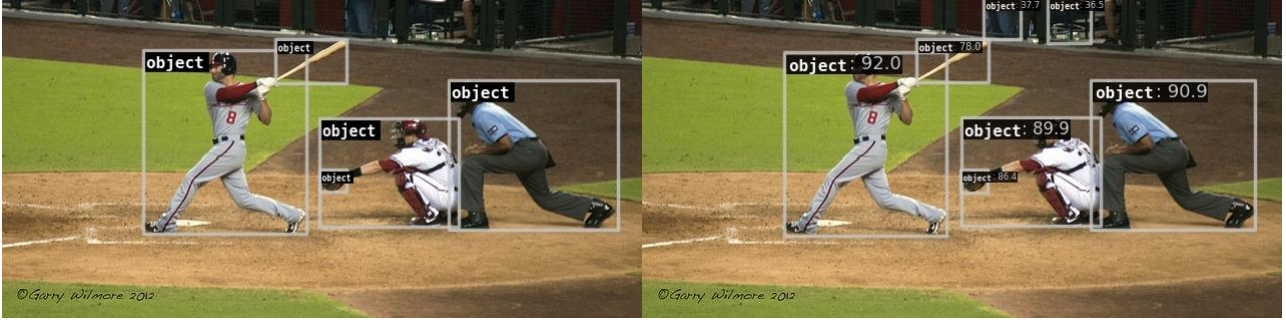 object
object
object
object
object
8
©Garry Wilmore 2012
object: 37.7
object: 36.5
object: 78.0
object: 92.0
object: 90.9
object: 89.9
object: 86.4
8
©Garry Wilmore 2012